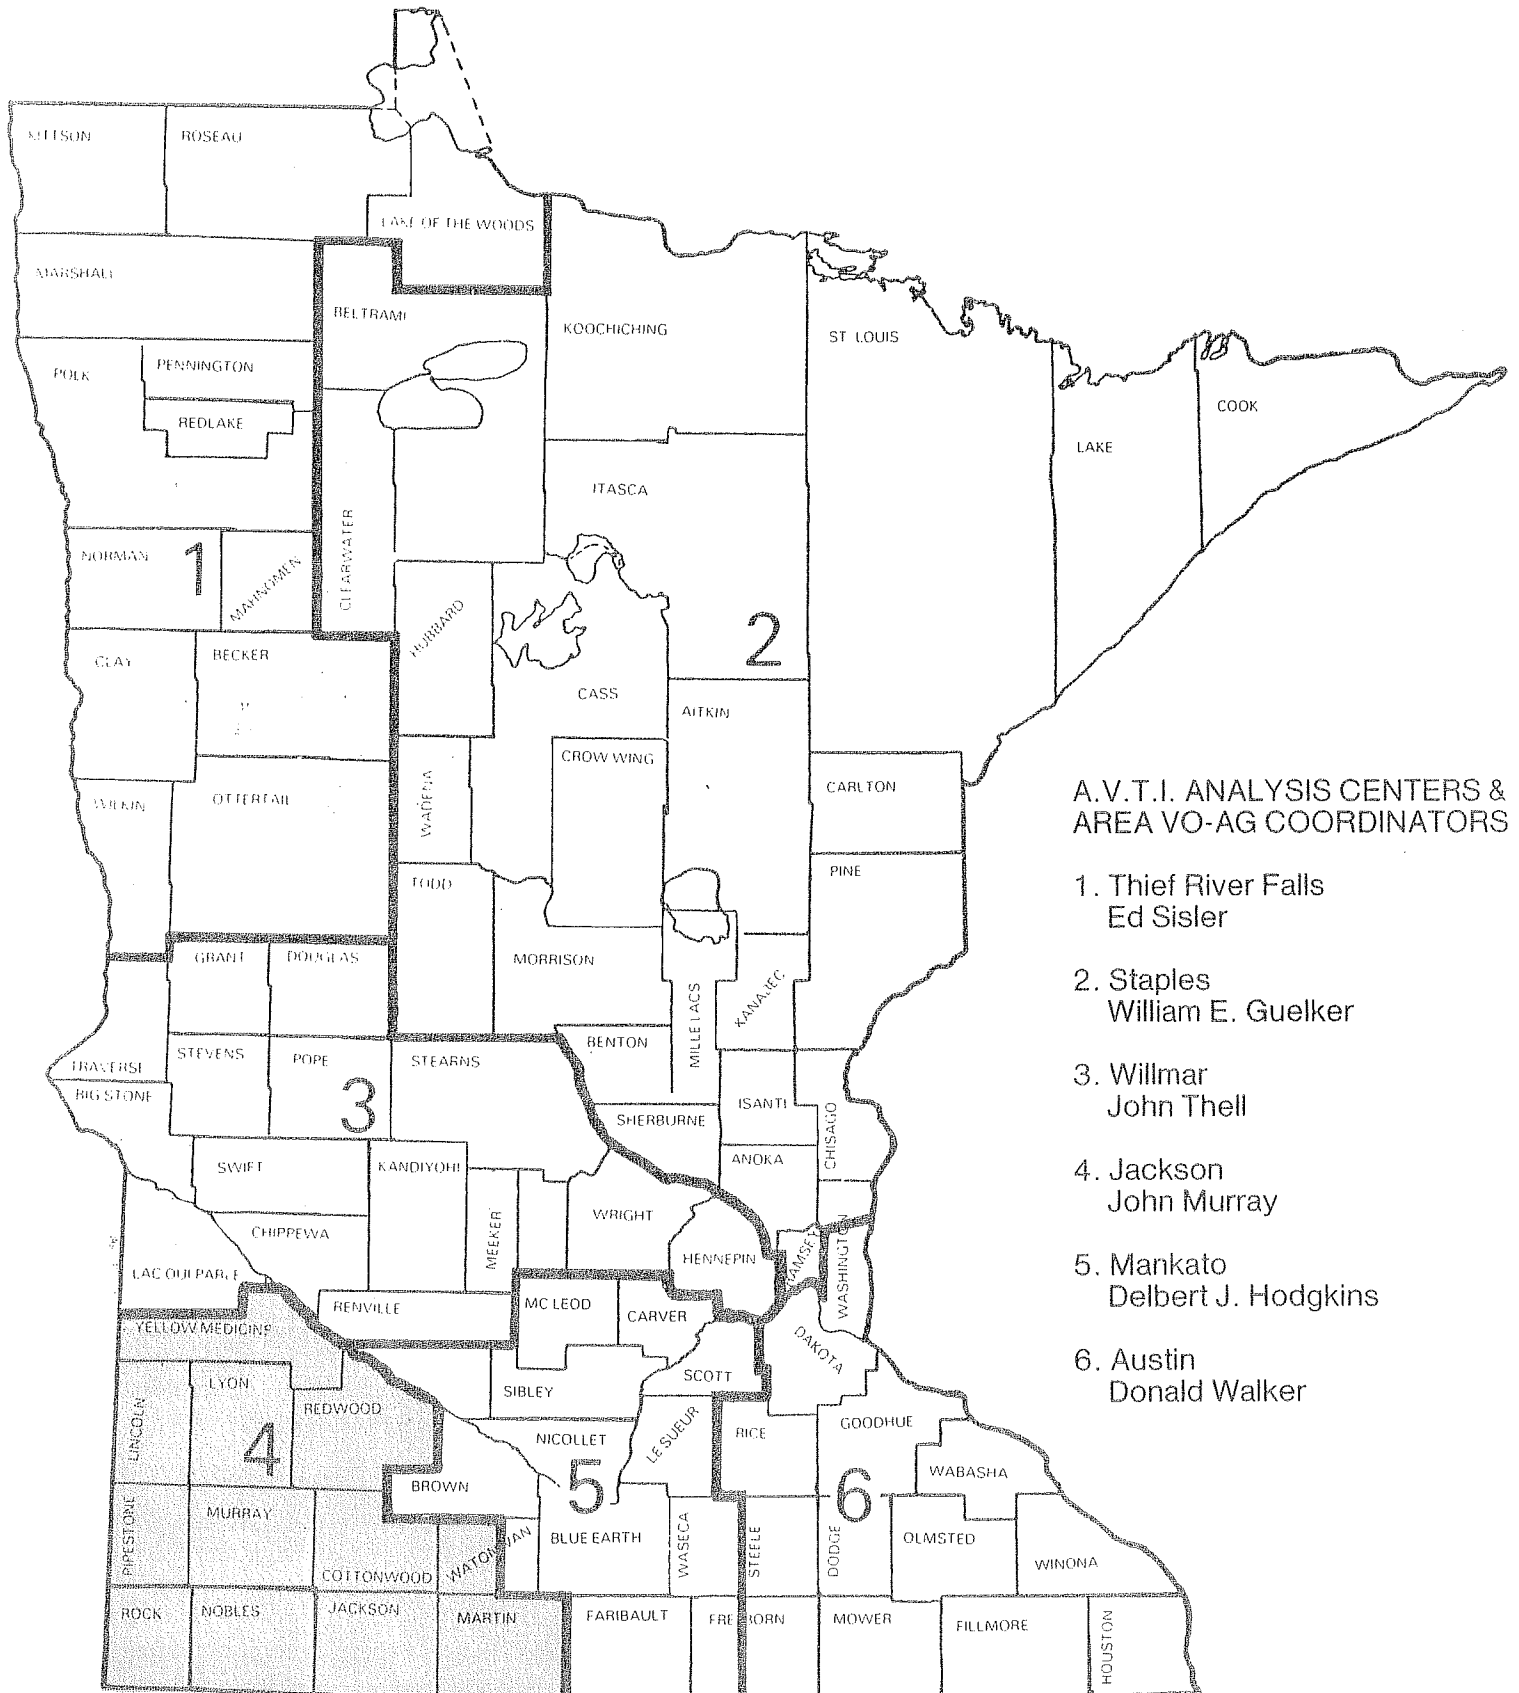 KITTSON
ROSEAU
LAKE OF THE WOODS
MARSHALL
BELTRAMI
KOOCHICHING
ST LOUIS
POLK
PENNINGTON
REDLAKE
COOK
LAKE
ITASCA
CLEARWATER
NORMAN
1
MAHNOMEN
HUBBARD
2
CLAY
BECKER
CASS
AITKIN
CROW WING
WADENA
WILKIN
OTTERTAIL
CARLTON
A.V.T.I. ANALYSIS CENTERS &
AREA VO-AG COORDINATORS
1. Thief River Falls
Ed Sisler
2. Staples
William E. Guelker
3. Willmar
John Thell
4. Jackson
John Murray
5. Mankato
Delbert J. Hodgkins
6. Austin
Donald Walker
TODD
PINE
GRANT
DOUGLAS
MORRISON
MILLE LACS
KANABEC
TRAVERSE
STEVENS
POPE
STEARNS
BENTON
BIG STONE
3
SHERBURNE
ISANTI
CHISAGO
SWIFT
KANDIYOHI
ANOKA
CHIPPEWA
MEEKER
WRIGHT
HENNEPIN
RAMSEY
WASHINGTON
LAC QUI PARLE
RENVILLE
MC LEOD
CARVER
YELLOW MEDICINE
DAKOTA
LYON
SIBLEY
SCOTT
LINCOLN
REDWOOD
4
NICOLLET
LE SUEUR
RICE
GOODHUE
WABASHA
BROWN
5
6
PIPESTONE
MURRAY
COTTONWOOD
WATONWAN
BLUE EARTH
WASECA
STEELE
DODGE
OLMSTED
WINONA
ROCK
NOBLES
JACKSON
MARTIN
FARIBAULT
FREEBORN
MOWER
FILLMORE
HOUSTON